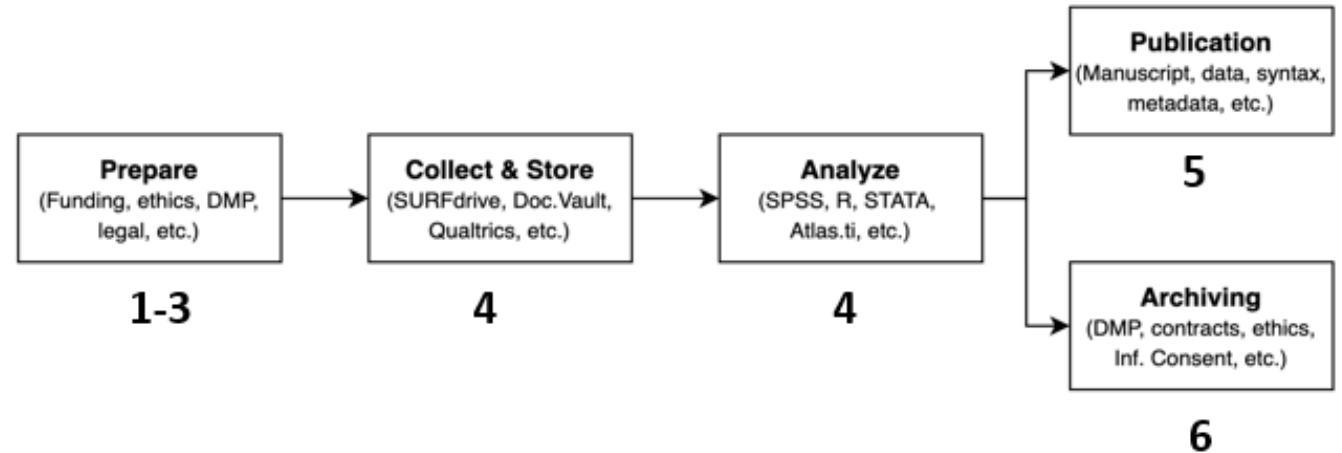 Prepare
(Funding, ethics, DMP,
legal, etc.)
1-3
Collect & Store
(SURFdrive, Doc.Vault,
Qualtrics, etc.)
4
Analyze
(SPSS, R, STATA,
Atlas.ti, etc.)
4
Publication
(Manuscript, data, syntax,
metadata, etc.)
5
Archiving
(DMP, contracts, ethics,
Inf. Consent, etc.)
6